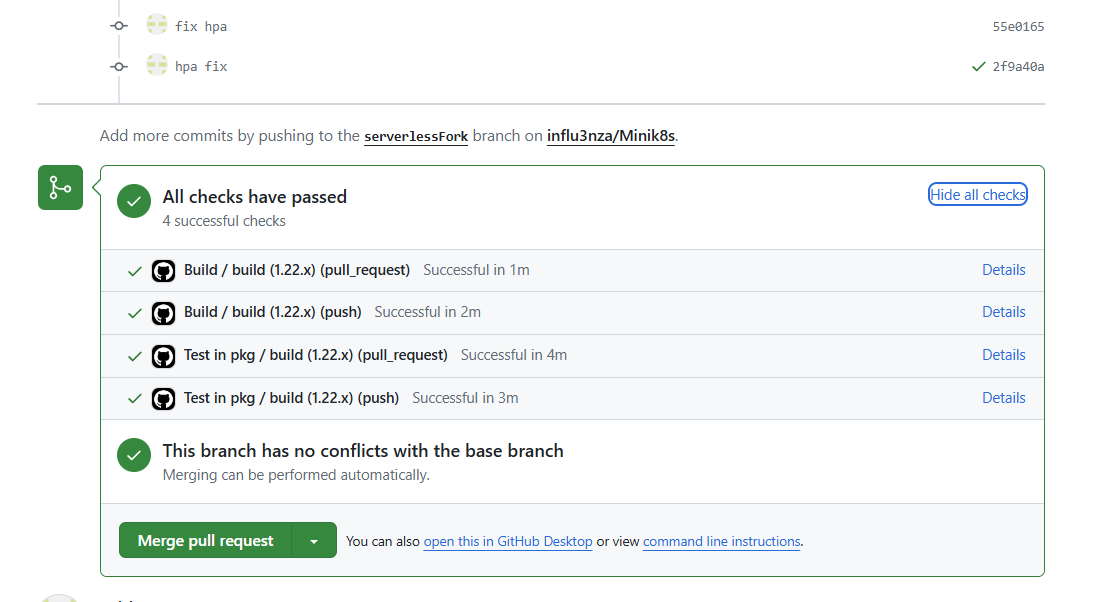 fix hpa 55e0165
hpa fix 2f9a40a
Add more commits by pushing to the serverlessFork branch on influ3nza/Minik8s.
All checks have passed Hide all checks
4 successful checks
Build / build (1.22.x) (pull_request) Successful in 1m Details
Build / build (1.22.x) (push) Successful in 2m Details
Test in pkg / build (1.22.x) (pull_request) Successful in 4m Details
Test in pkg / build (1.22.x) (push) Successful in 3m Details
This branch has no conflicts with the base branch
Merging can be performed automatically.
Merge pull request You can also open this in GitHub Desktop or view command line instructions.